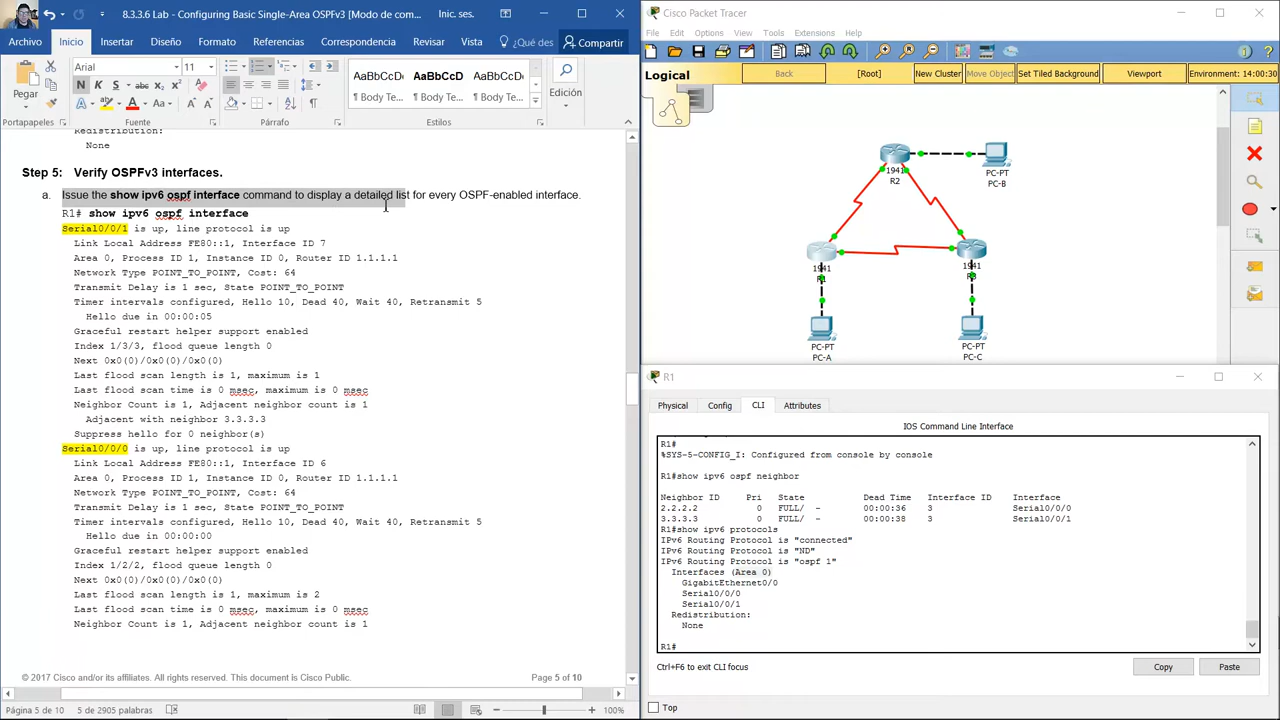 8.3.3.6 Lab - Configure Basic Single-Area OSPFv3 [Modo de...
Inic. ses.
Archivo Inicio Insertar Diseño Formato Referencias Correspondencia Revisar Vista ¿Qué des Compartir
Arial 11
Pegar
N K S abc x₂ x²
AaBbCcDc AaBbCcDc AaBbCcDc
¶ Body Te... ¶ Body Te... ¶ Body Te...
Edición
Portapapeles Fuente Párrafo Estilos
Redistribution:
None
Step 5: Verify OSPFv3 interfaces.
a. Issue the show ipv6 ospf interface command to display a detailed list for every OSPF-enabled interface.
R1# show ipv6 ospf interface
Serial0/0/1 is up, line protocol is up
Link Local Address FE80::1, Interface ID 7
Area 0, Process ID 1, Instance ID 0, Router ID 1.1.1.1
Network Type POINT_TO_POINT, Cost: 64
Transmit Delay is 1 sec, State POINT_TO_POINT
Timer intervals configured, Hello 10, Dead 40, Wait 40, Retransmit 5
Hello due in 00:00:05
Graceful restart helper support enabled
Index 1/3/3, flood queue length 0
Next 0x0(0)/0x0(0)/0x0(0)
Last flood scan length is 1, maximum is 1
Last flood scan time is 0 msec, maximum is 0 msec
Neighbor Count is 1, Adjacent neighbor count is 1
Adjacent with neighbor 3.3.3.3
Suppress hello for 0 neighbor(s)
Serial0/0/0 is up, line protocol is up
Link Local Address FE80::1, Interface ID 6
Area 0, Process ID 1, Instance ID 0, Router ID 1.1.1.1
Network Type POINT_TO_POINT, Cost: 64
Transmit Delay is 1 sec, State POINT_TO_POINT
Timer intervals configured, Hello 10, Dead 40, Wait 40, Retransmit 5
Hello due in 00:00:00
Graceful restart helper support enabled
Index 1/2/2, flood queue length 0
Next 0x0(0)/0x0(0)/0x0(0)
Last flood scan length is 1, maximum is 2
Last flood scan time is 0 msec, maximum is 0 msec
Neighbor Count is 1, Adjacent neighbor count is 1
© 2017 Cisco and/or its affiliates. All rights reserved. This document is Cisco Public. Page 5 of 10
Página 5 de 10 5 de 2905 palabras 100%
Cisco Packet Tracer
File Edit Options View Tools Extensions Help
Logical Back [Root] New Cluster Move Object Set Tiled Background Viewport Environment: 14:00:30
1941
R2
PC-PT
PC-B
1941
R1
1941
R3
PC-PT
PC-A
PC-PT
PC-C
R1
Physical Config CLI Attributes
IOS Command Line Interface
R1#
%SYS-5-CONFIG_I: Configured from console by console
R1#show ipv6 ospf neighbor
Neighbor ID Pri State Dead Time Interface ID Interface
2.2.2.2 0 FULL/ - 00:00:36 3 Serial0/0/0
3.3.3.3 0 FULL/ - 00:00:38 3 Serial0/0/1
R1#show ipv6 protocols
IPv6 Routing Protocol is "connected"
IPv6 Routing Protocol is "ND"
IPv6 Routing Protocol is "ospf 1"
Interfaces (Area 0)
GigabitEthernet0/0
Serial0/0/0
Serial0/0/1
Redistribution:
None
R1#
Ctrl+F6 to exit CLI focus
Copy Paste
Top